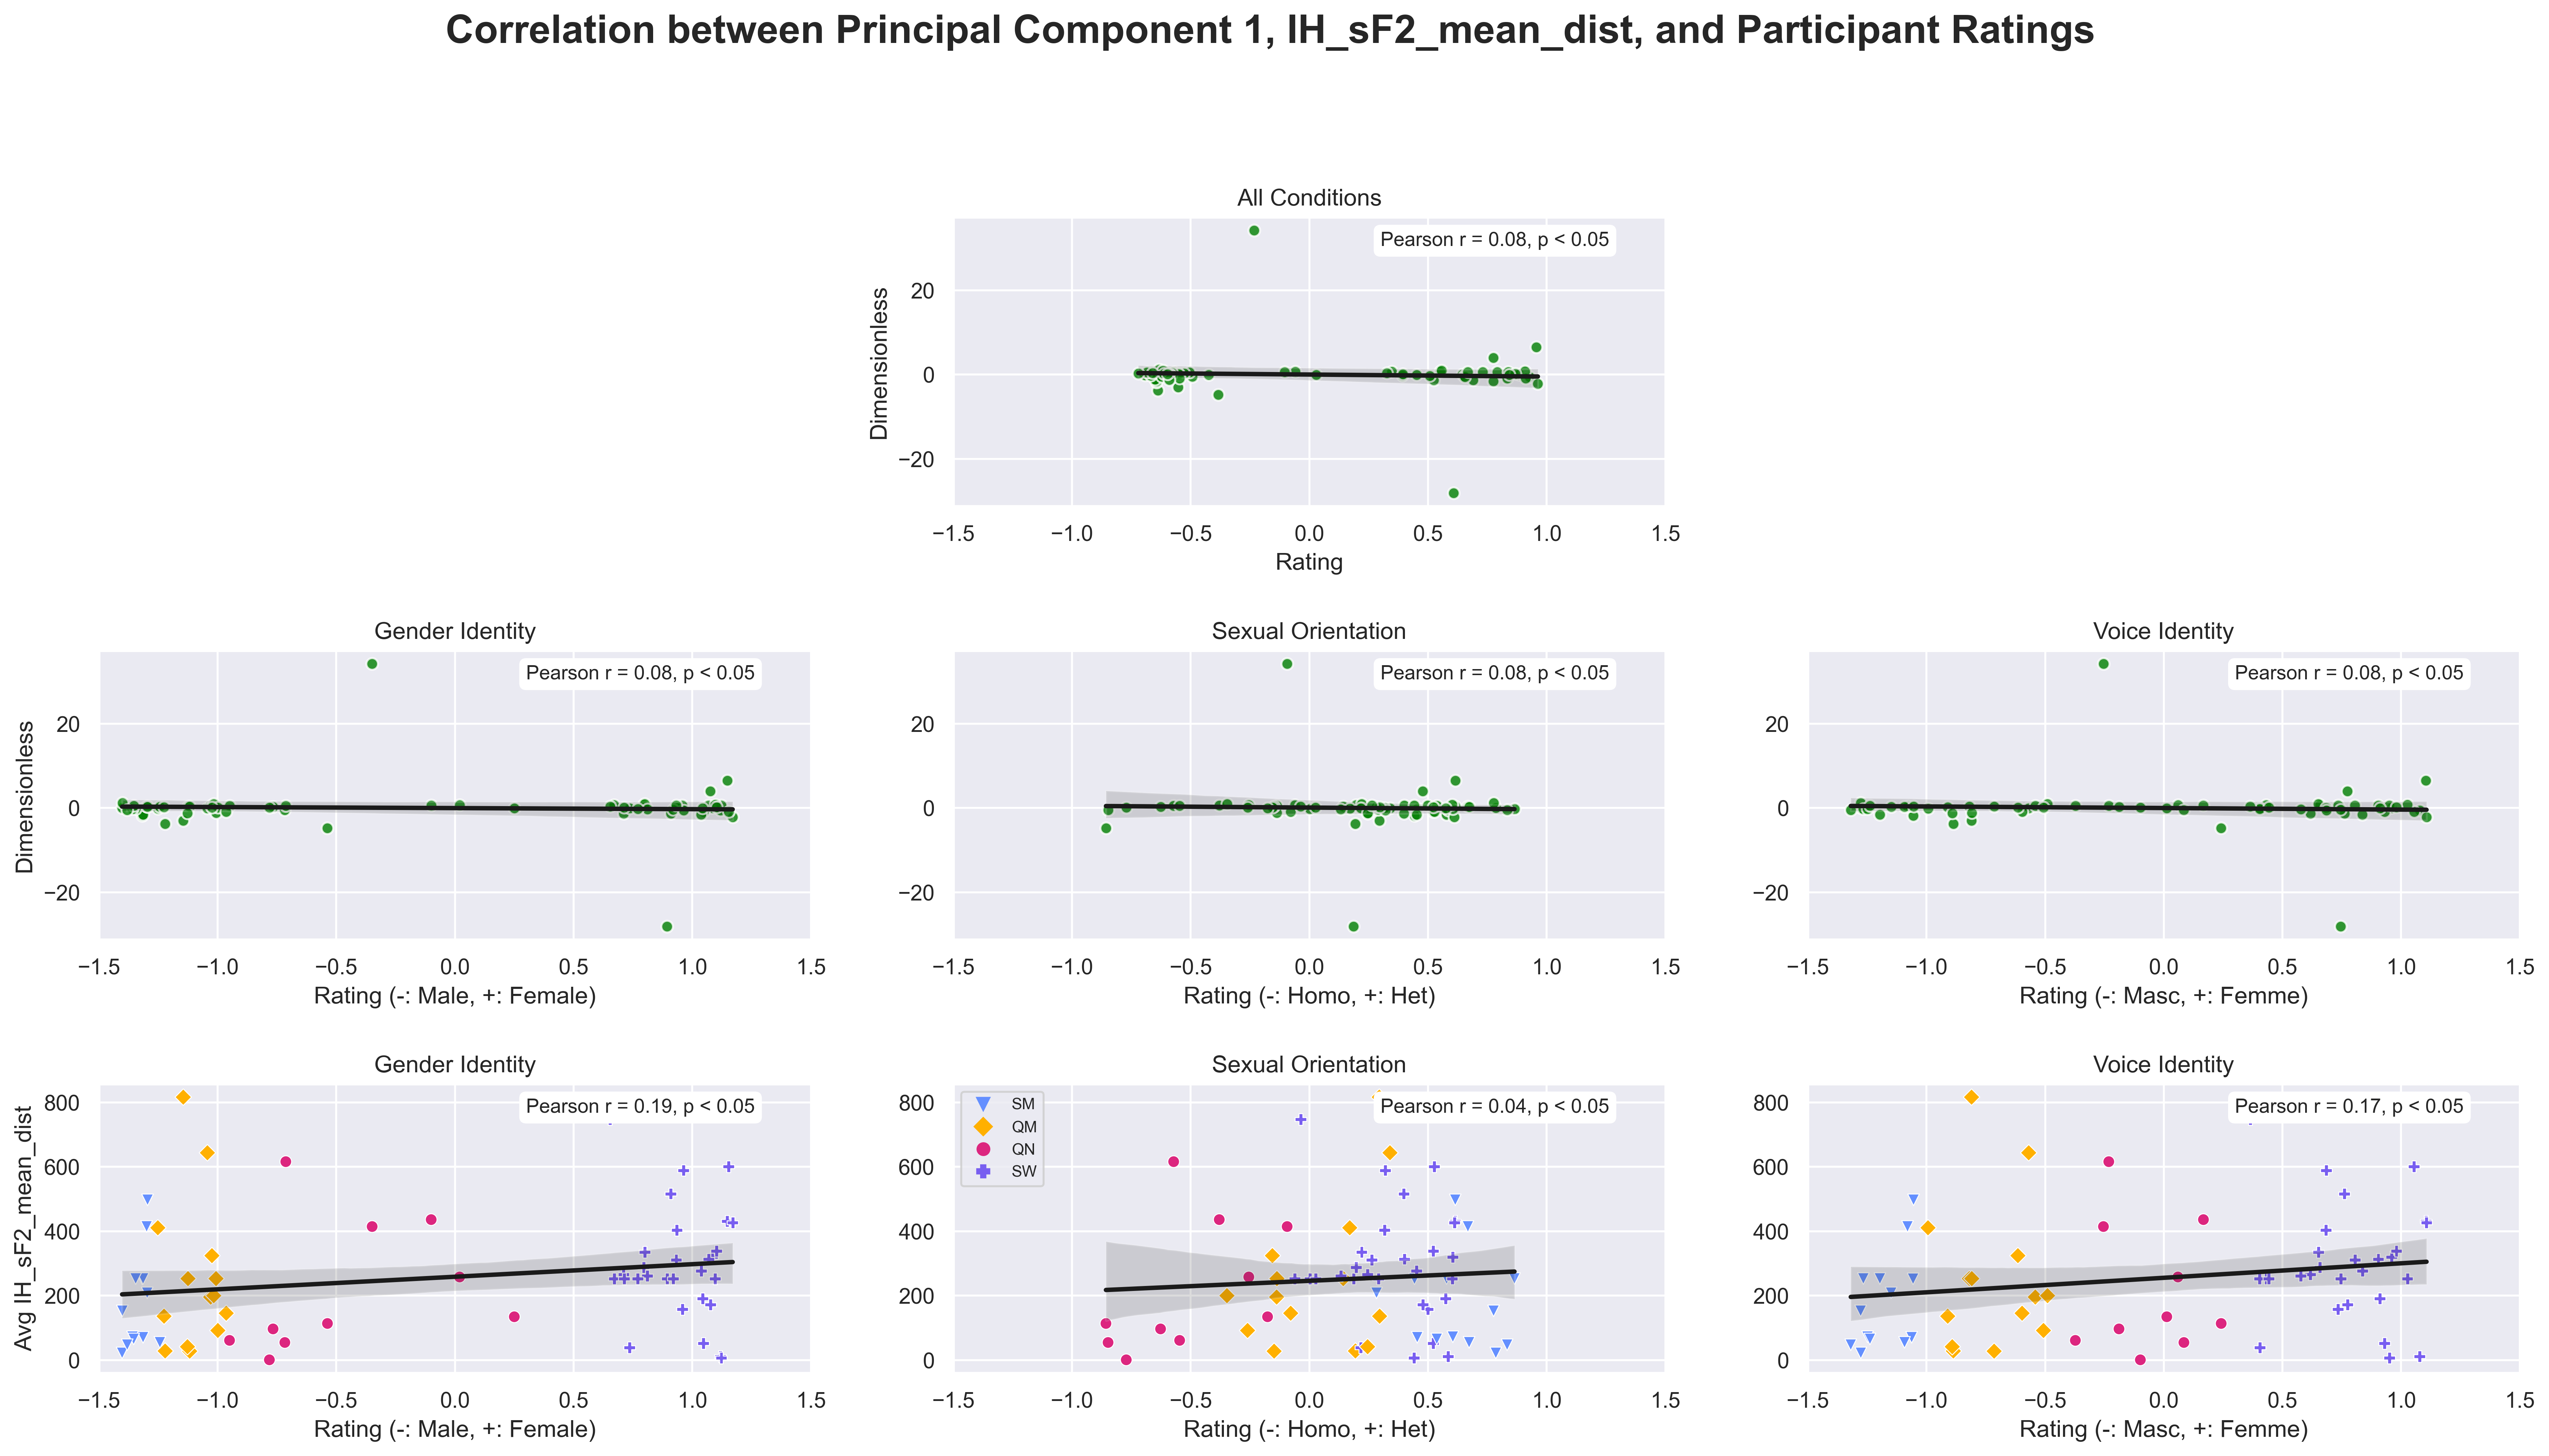 Correlation between Principal Component 1, IH_sF2_mean_dist, and Participant Ratings
All Conditions
Pearson r = 0.08, p < 0.05
Dimensionless
20
0
−20
−1.5 −1.0 −0.5 0.0 0.5 1.0 1.5
Rating
Gender Identity
Pearson r = 0.08, p < 0.05
Dimensionless
20
0
−20
−1.5 −1.0 −0.5 0.0 0.5 1.0 1.5
Rating (-: Male, +: Female)
Sexual Orientation
Pearson r = 0.08, p < 0.05
20
0
−20
−1.5 −1.0 −0.5 0.0 0.5 1.0 1.5
Rating (-: Homo, +: Het)
Voice Identity
Pearson r = 0.08, p < 0.05
20
0
−20
−1.5 −1.0 −0.5 0.0 0.5 1.0 1.5
Rating (-: Masc, +: Femme)
Gender Identity
Pearson r = 0.19, p < 0.05
Avg IH_sF2_mean_dist
800
600
400
200
0
−1.5 −1.0 −0.5 0.0 0.5 1.0 1.5
Rating (-: Male, +: Female)
Sexual Orientation
Pearson r = 0.04, p < 0.05
SM
QM
QN
SW
800
600
400
200
0
−1.5 −1.0 −0.5 0.0 0.5 1.0 1.5
Rating (-: Homo, +: Het)
Voice Identity
Pearson r = 0.17, p < 0.05
800
600
400
200
0
−1.5 −1.0 −0.5 0.0 0.5 1.0 1.5
Rating (-: Masc, +: Femme)